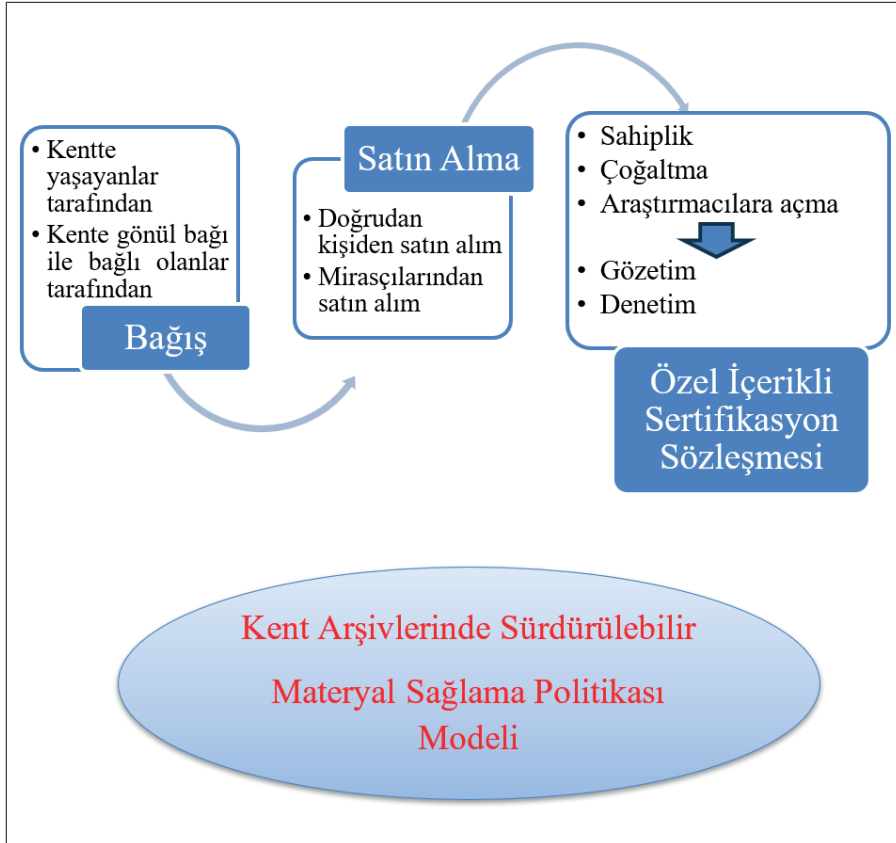 • Kentte
yaşayanlar
tarafından
• Kente gönül bağı
ile bağlı olanlar
tarafından
Bağış
Satın Alma
• Doğrudan
kişiden satın alım
• Mirasçılarından
satın alım
• Sahiplik
• Çoğaltma
• Araştırmacılara açma
• Gözetim
• Denetim
Özel İçerikli
Sertifikasyon
Sözleşmesi
Kent Arşivlerinde Sürdürülebilir
Materyal Sağlama Politikası
Modeli